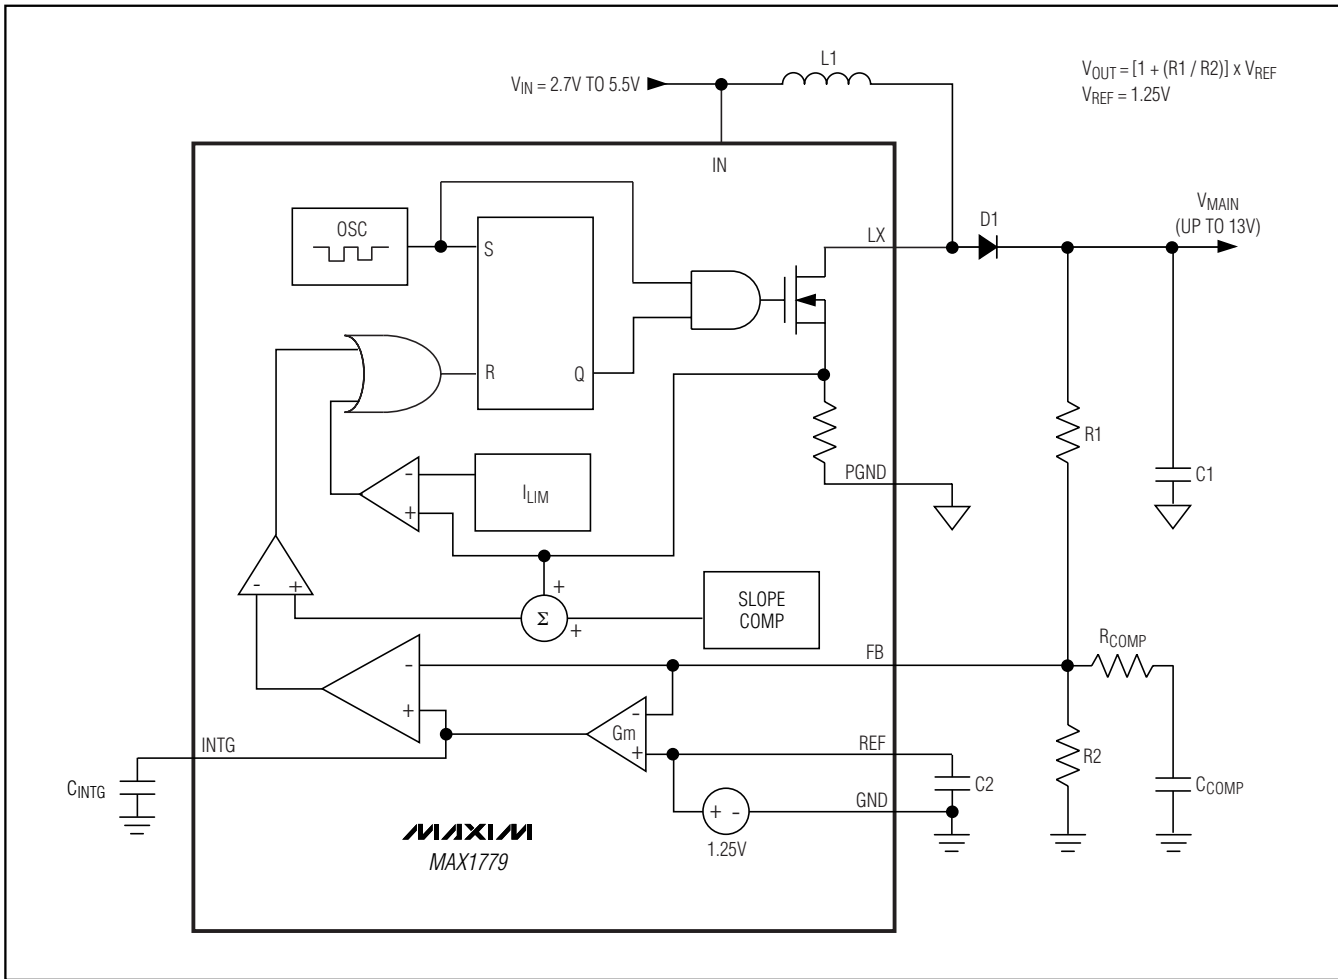 L1
V_IN = 2.7V TO 5.5V
V_OUT = [1 + (R1 / R2)] x V_REF
V_REF = 1.25V
IN
OSC
S
LX
D1
V_MAIN
(UP TO 13V)
R
Q
R1
I_LIM
-
+
PGND
C1
-
+
+
Σ
+
SLOPE
COMP
FB
R_COMP
-
+
-
Gm
+
INTG
REF
R2
C_INTG
C2
C_COMP
GND
+ -
1.25V
MAXIM
MAX1779